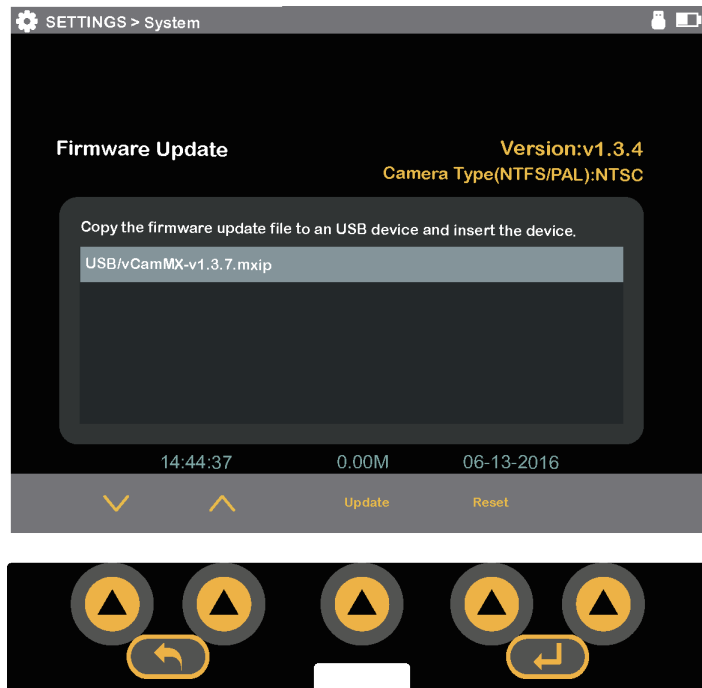 SETTINGS > System
Firmware Update
Version:v1.3.4
Camera Type(NTFS/PAL):NTSC
Copy the firmware update file to an USB device and insert the device.
USB/vCamMX-v1.3.7.mxip
14:44:37 0.00M 06-13-2016
Update Reset